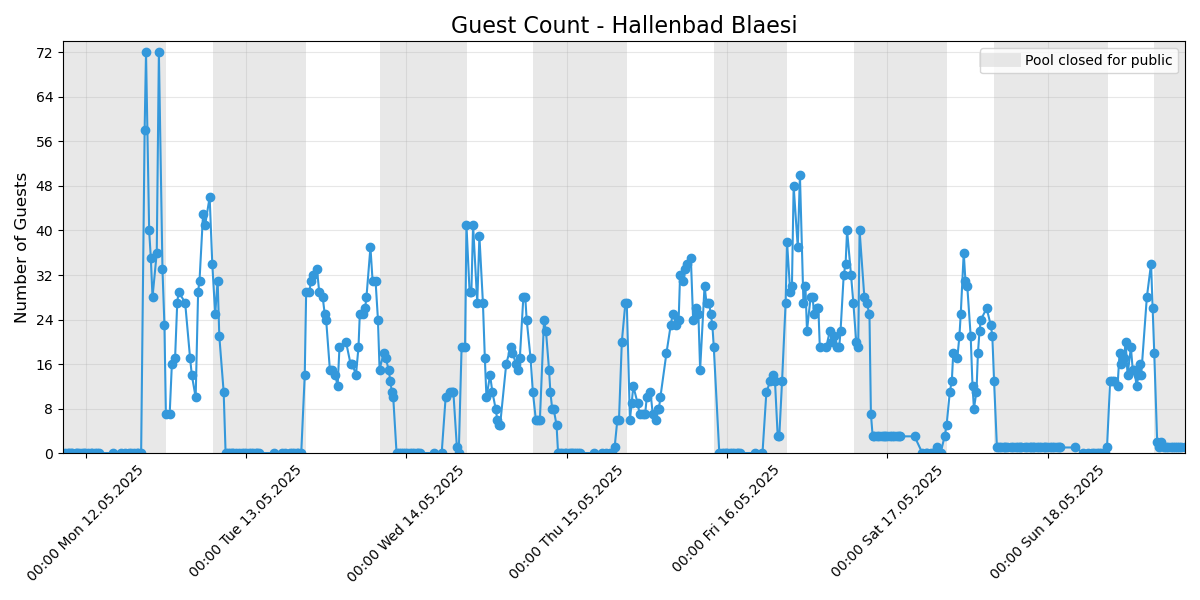 Guest Count - Hallenbad Blaesi
Pool closed for public
Number of Guests
72
64
56
48
40
32
24
16
8
0
00:00 Mon 12.05.2025
00:00 Tue 13.05.2025
00:00 Wed 14.05.2025
00:00 Thu 15.05.2025
00:00 Fri 16.05.2025
00:00 Sat 17.05.2025
00:00 Sun 18.05.2025